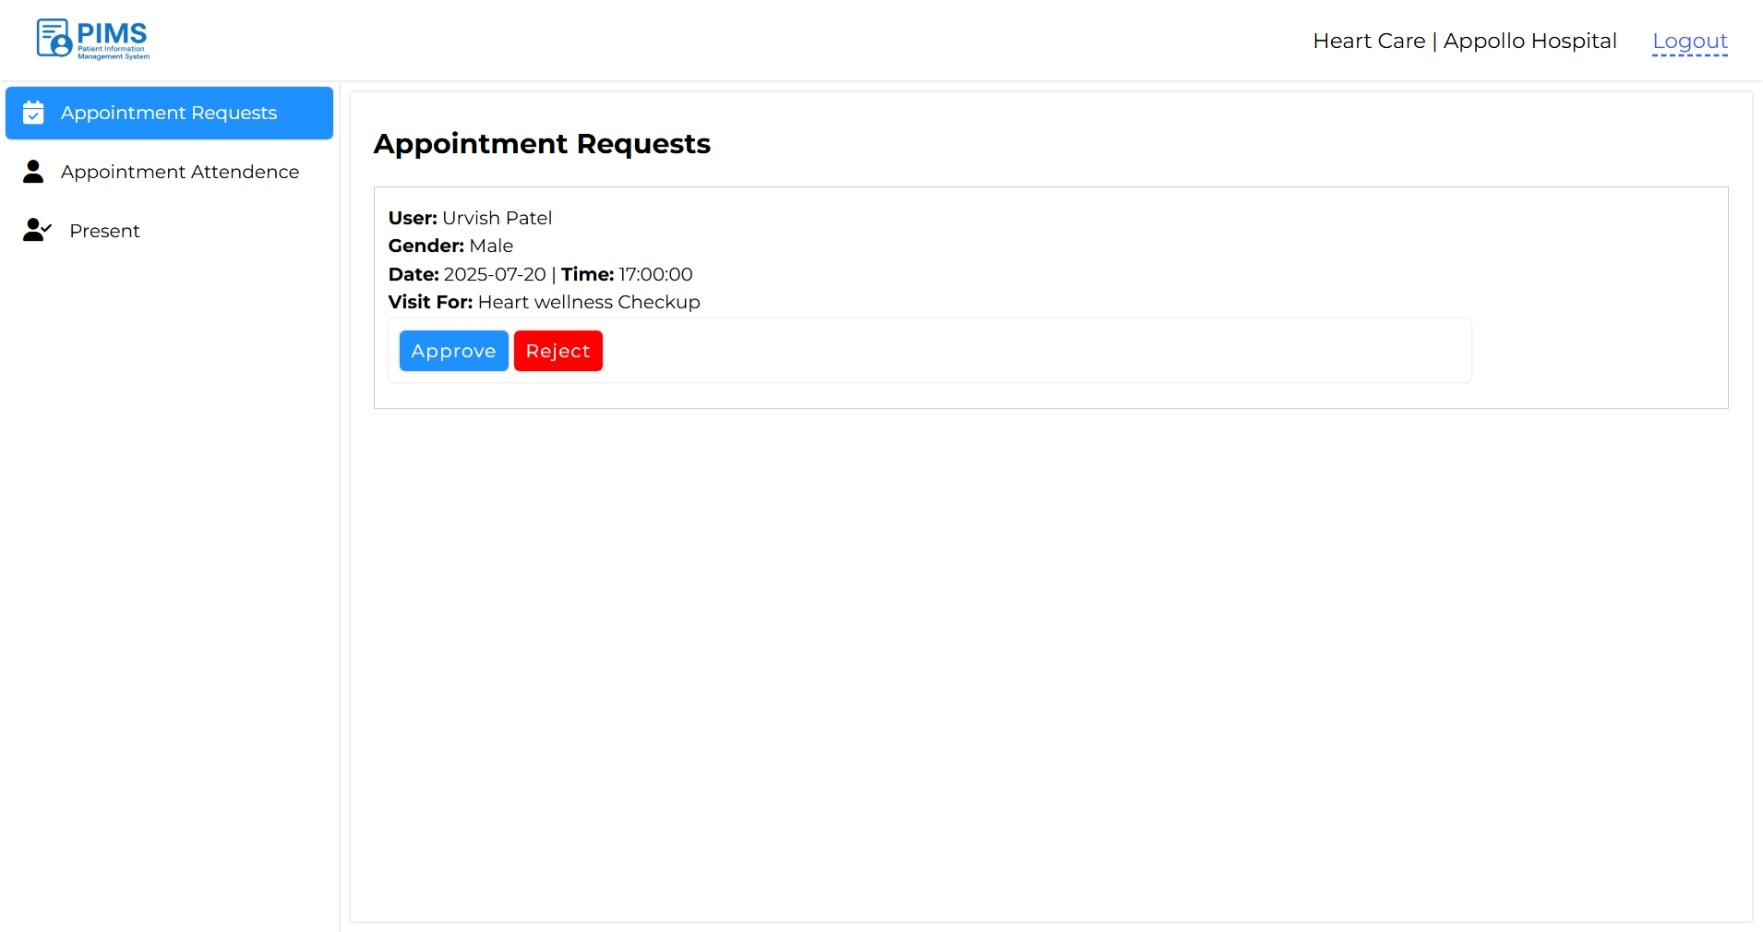 PIMS
Patient Information
Management System
Heart Care | Appollo Hospital
Logout
Appointment Requests
Appointment Attendence
Present
Appointment Requests
User: Urvish Patel
Gender: Male
Date: 2025-07-20 | Time: 17:00:00
Visit For: Heart wellness Checkup
Approve
Reject